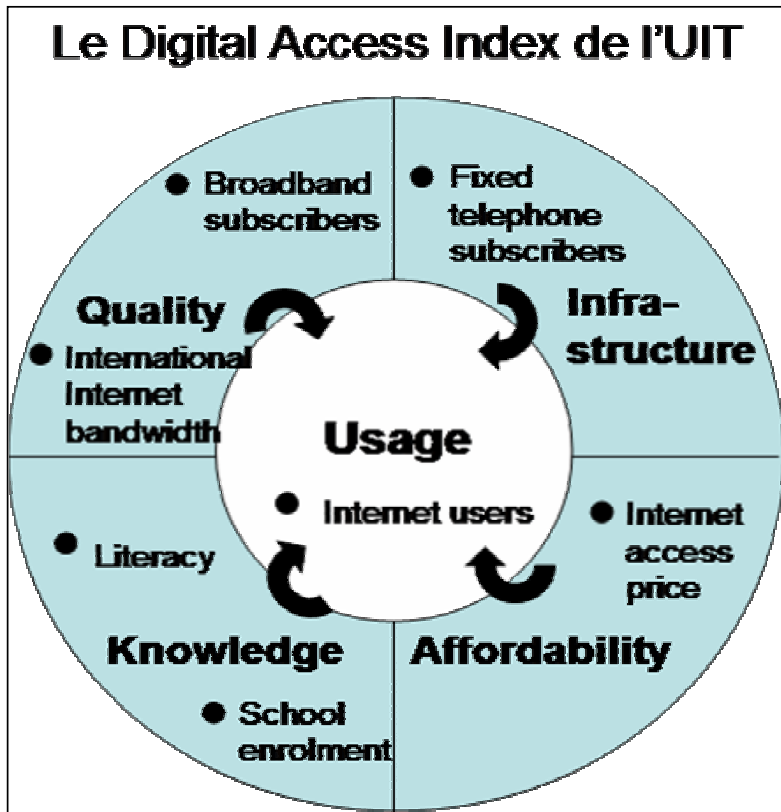 Le Digital Access Index de l'UIT
● Broadband
subscribers
Quality
● International
Internet
bandwidth
● Fixed
telephone
subscribers
Infra-
structure
Usage
● Internet users
● Literacy
Knowledge
● School
enrolment
● Internet
access
price
Affordability